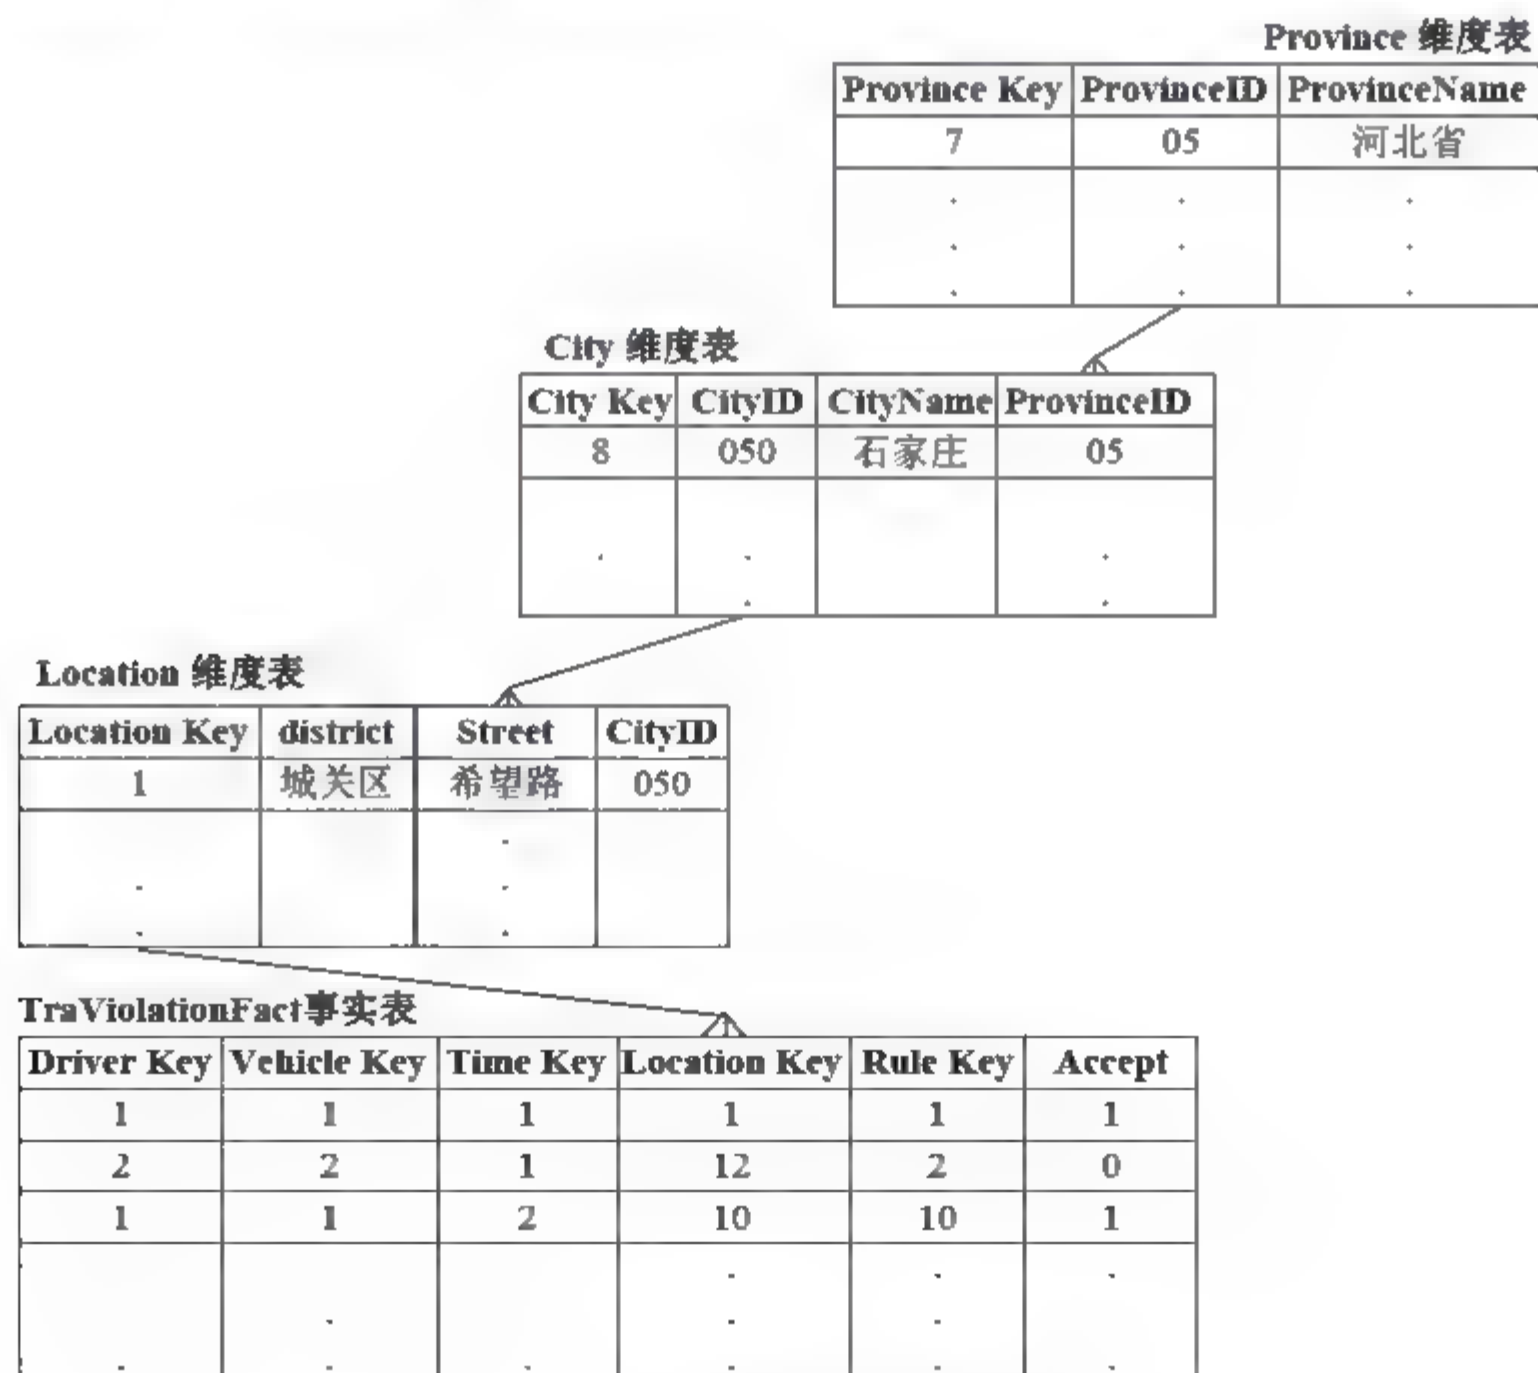 Province 维度表
Province Key ProvinceID ProvinceName
7 05 河北省
City 维度表
City Key CityID CityName ProvinceID
8 050 石家庄 05
Location 维度表
Location Key district Street CityID
1 城关区 希望路 050
TraViolationFact事实表
Driver Key Vehicle Key Time Key Location Key Rule Key Accept
1 1 1 1 1 1
2 2 1 12 2 0
1 1 2 10 10 1